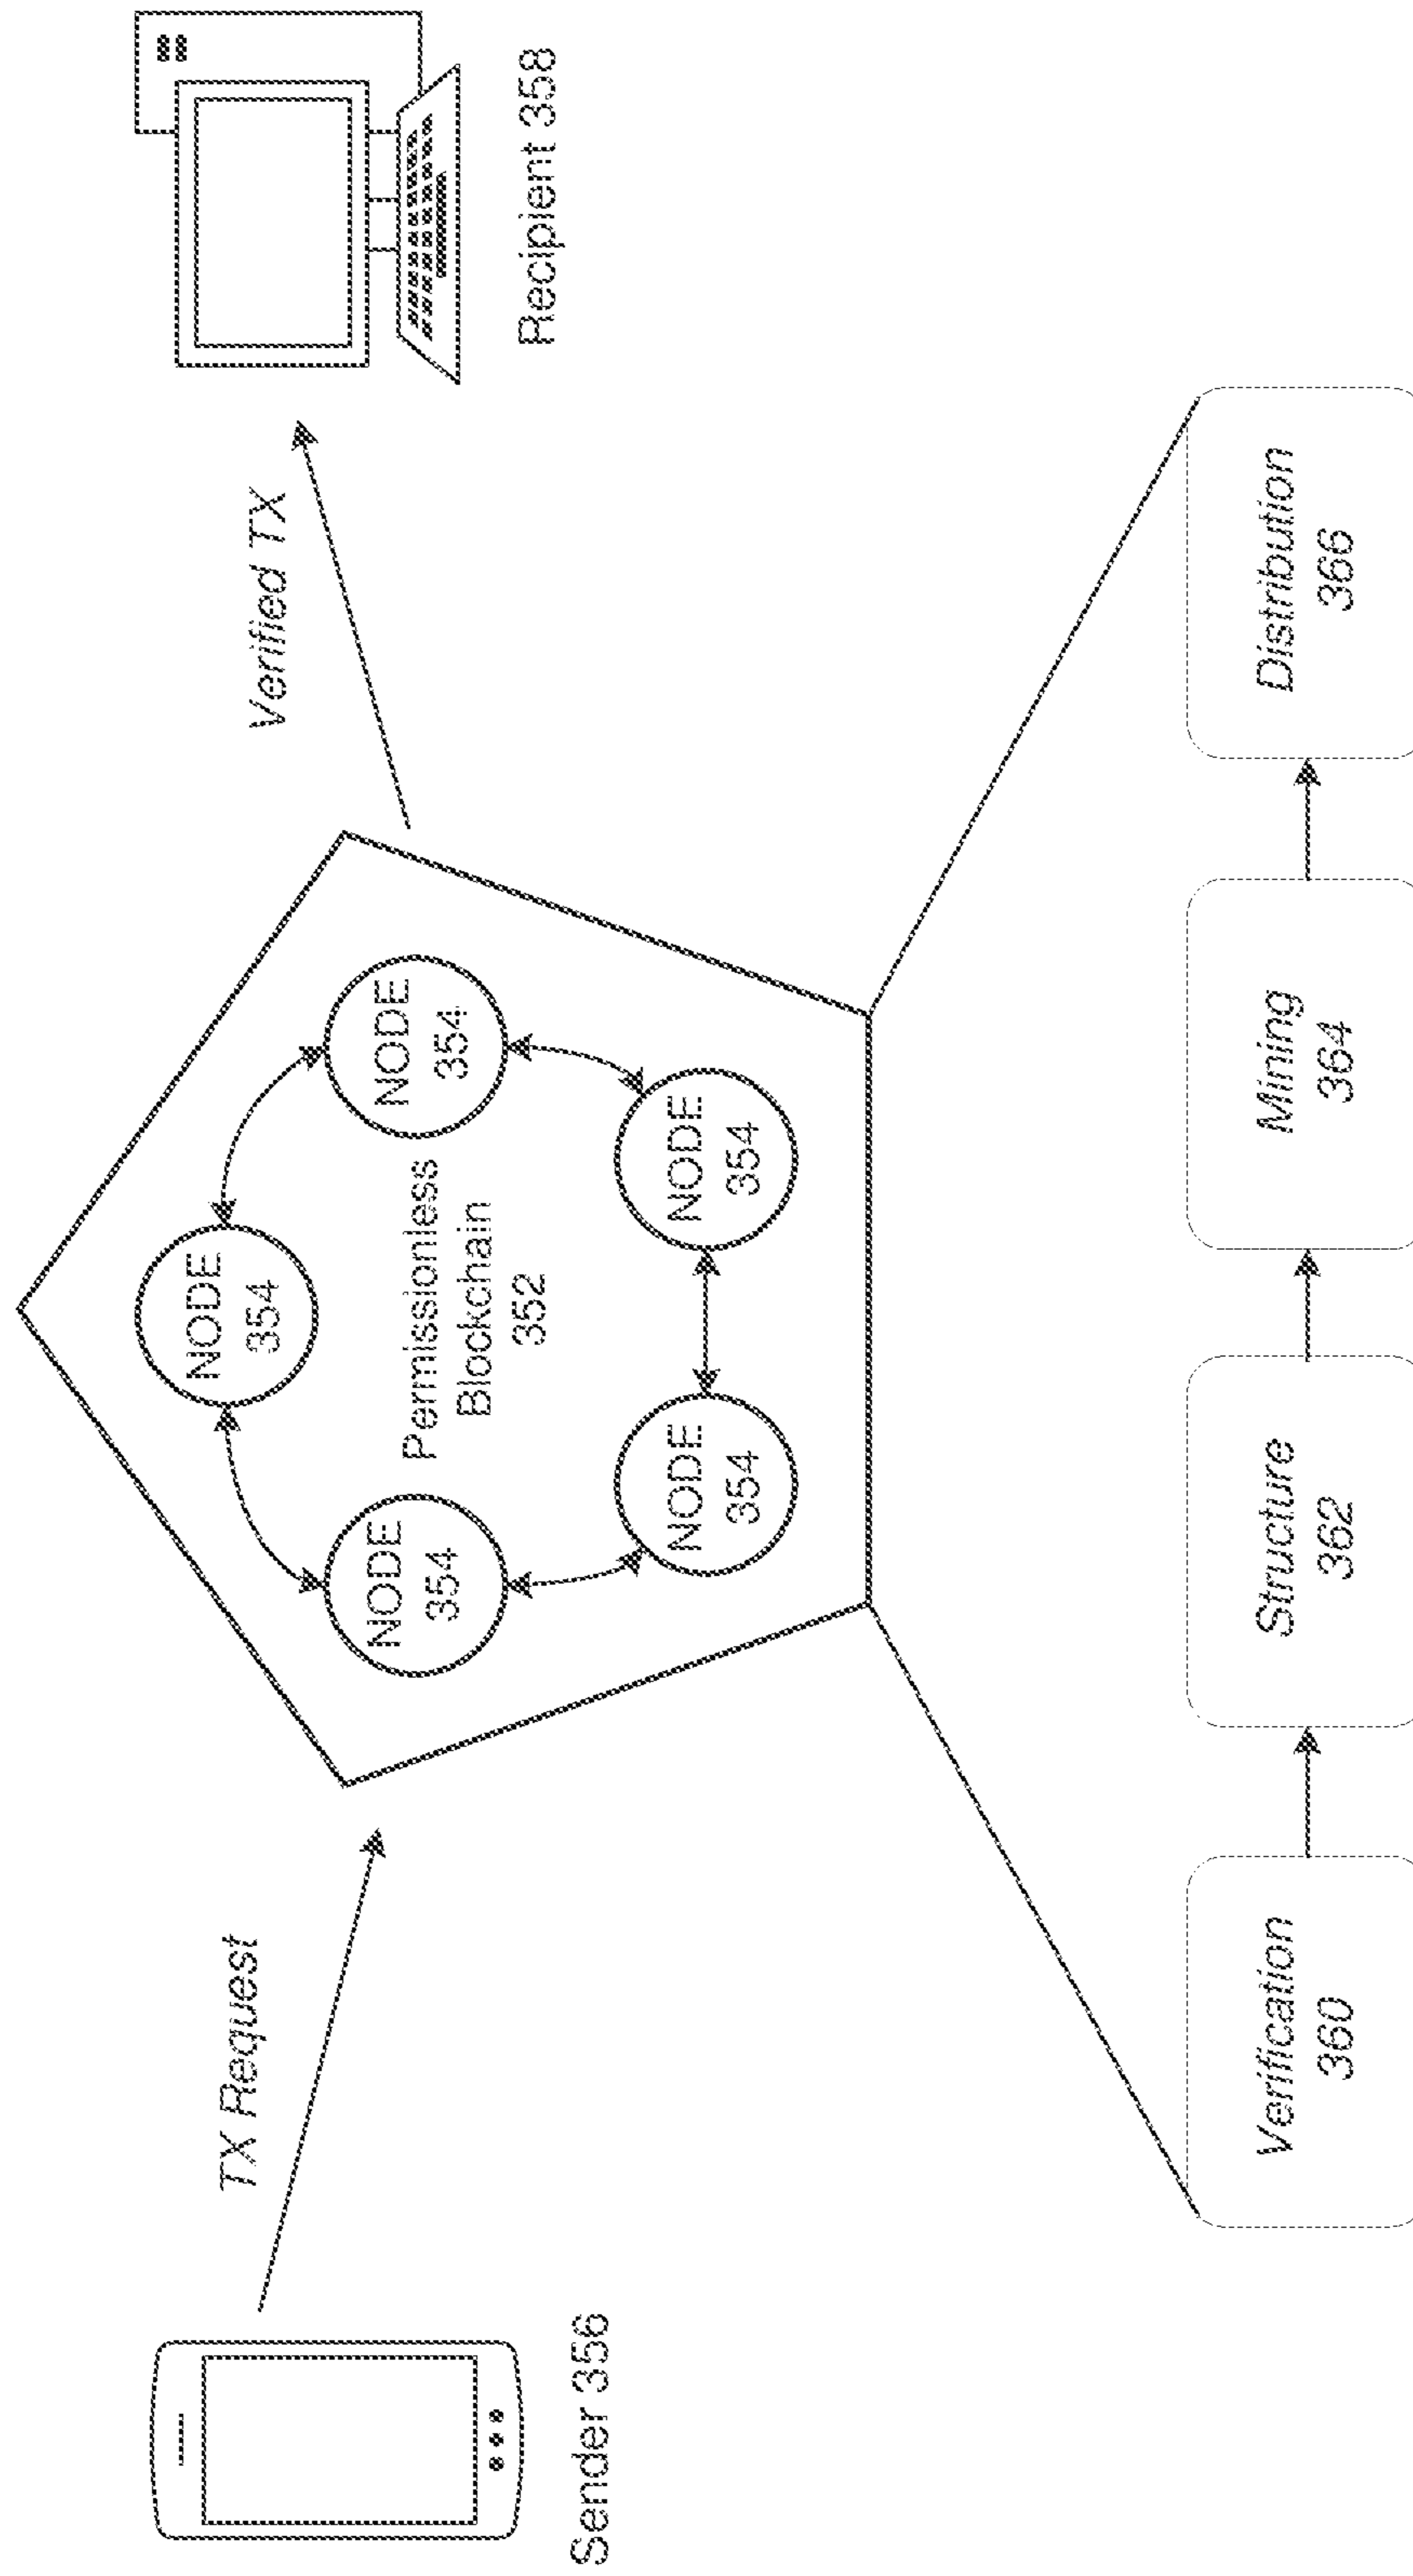 TX Request
Verified TX
Sender 356
Recipient 358
NODE
354
NODE
354
NODE
354
Permissionless
Blockchain
352
NODE
354
NODE
354
Verification
360
Structure
362
Mining
364
Distribution
366